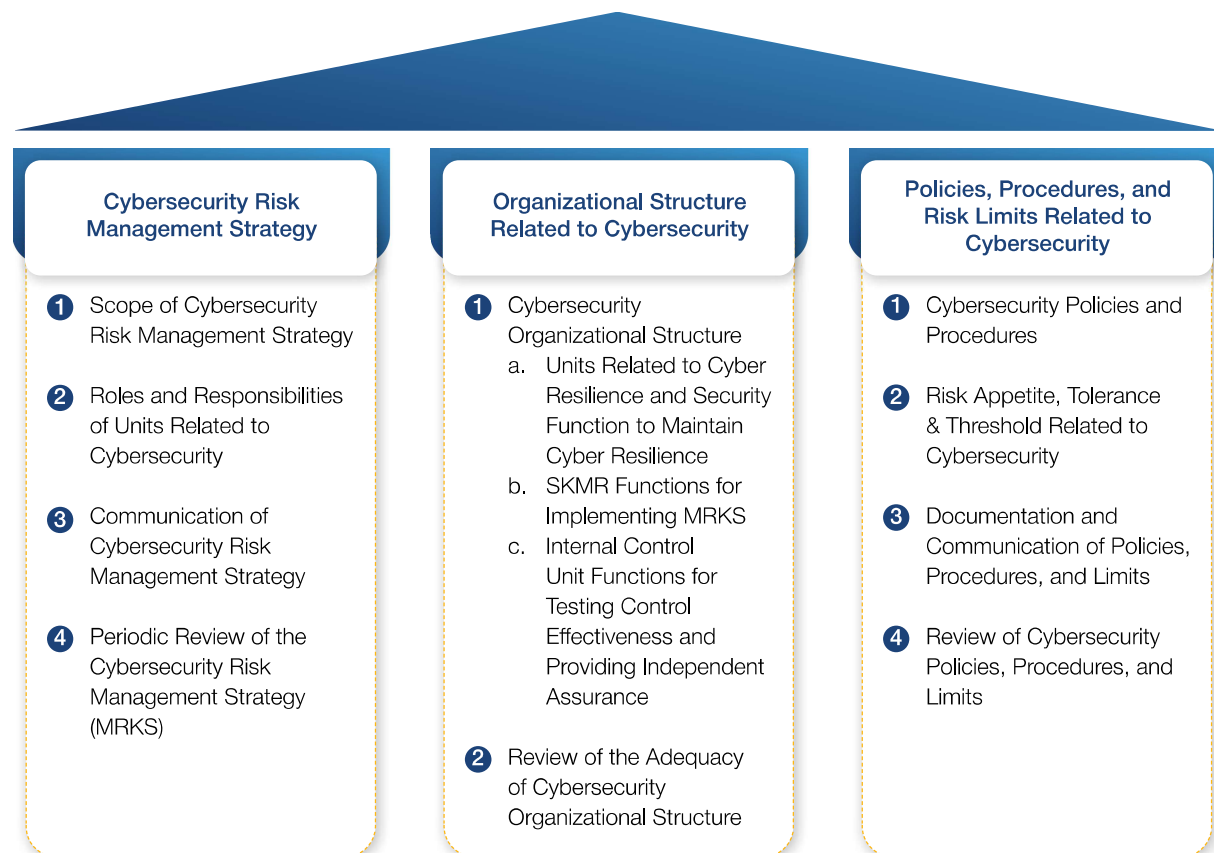 Cybersecurity Risk
Management Strategy
1 Scope of Cybersecurity
Risk Management Strategy
2 Roles and Responsibilities
of Units Related to
Cybersecurity
3 Communication of
Cybersecurity Risk
Management Strategy
4 Periodic Review of the
Cybersecurity Risk
Management Strategy
(MRKS)
Organizational Structure
Related to Cybersecurity
1 Cybersecurity
Organizational Structure
a. Units Related to Cyber
Resilience and Security
Function to Maintain
Cyber Resilience
b. SKMR Functions for
Implementing MRKS
c. Internal Control
Unit Functions for
Testing Control
Effectiveness and
Providing Independent
Assurance
2 Review of the Adequacy
of Cybersecurity
Organizational Structure
Policies, Procedures, and
Risk Limits Related to
Cybersecurity
1 Cybersecurity Policies and
Procedures
2 Risk Appetite, Tolerance
& Threshold Related to
Cybersecurity
3 Documentation and
Communication of Policies,
Procedures, and Limits
4 Review of Cybersecurity
Policies, Procedures, and
Limits